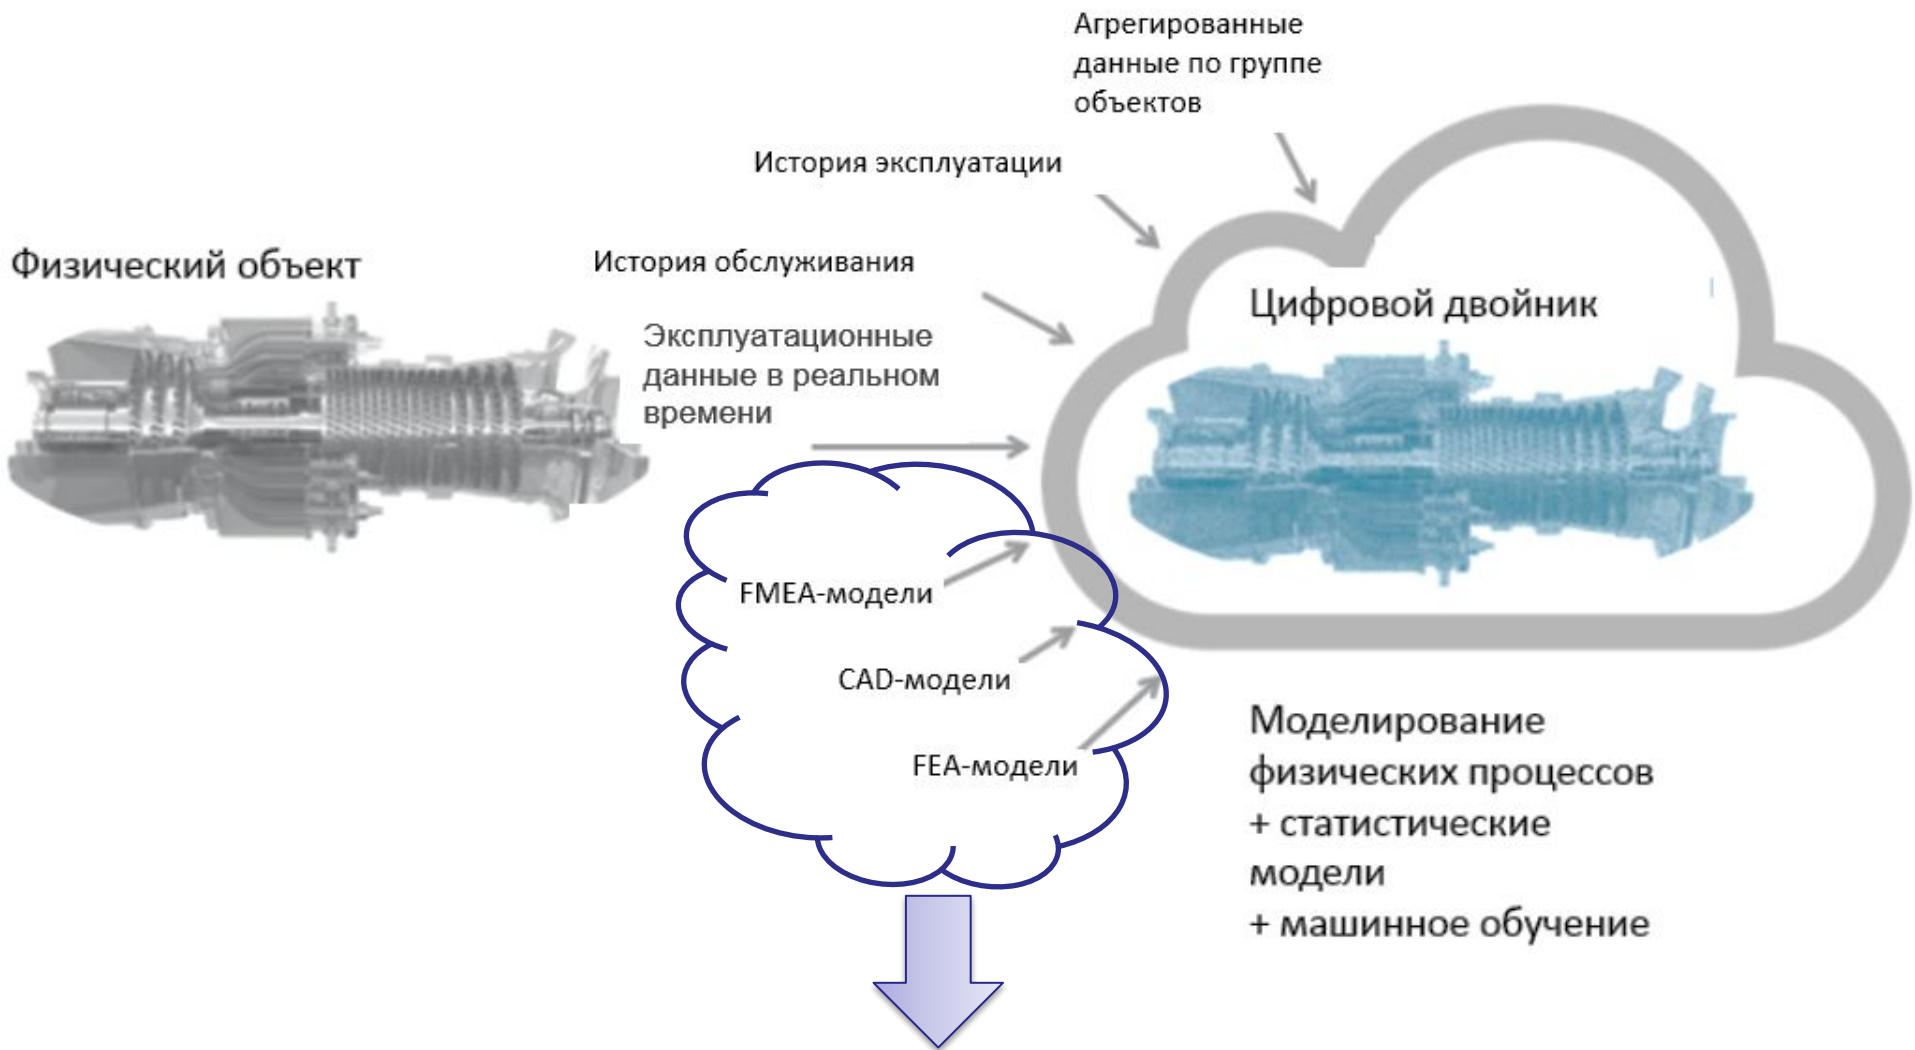 Агрегированные
данные по группе
объектов
История эксплуатации
Физический объект
История обслуживания
Эксплуатационные
данные в реальном
времени
Цифровой двойник
FMEA-модели
CAD-модели
FEA-модели
Моделирование
физических процессов
+ статистические
модели
+ машинное обучение